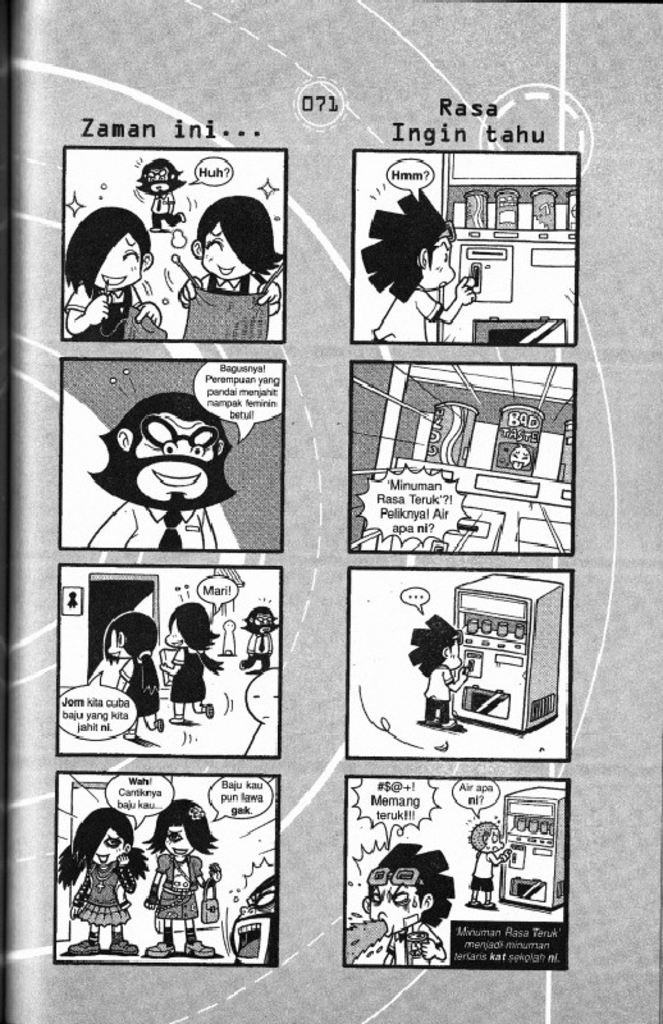 071
Zaman ini...
Huh?
Bagusnya!
Perempuan yang
pandai menjahit
nampak feminin
betul!
Mari!
Jom kita cuba
baju yang kita
jahit ni.
Wah!
Cantiknya
baju kau...
Baju kau
pun lawa
gak.
Rasa
Ingin tahu
Hmm?
BAD
TASTE
'Minuman
Rasa Teruk'?!
Peliknya! Air
apa ni?
...
#$@+!
Memang
teruk!!!
Air apa
ni?
'Minuman Rasa Teruk'
menjadi minuman
terlaris kat sekolah ni.